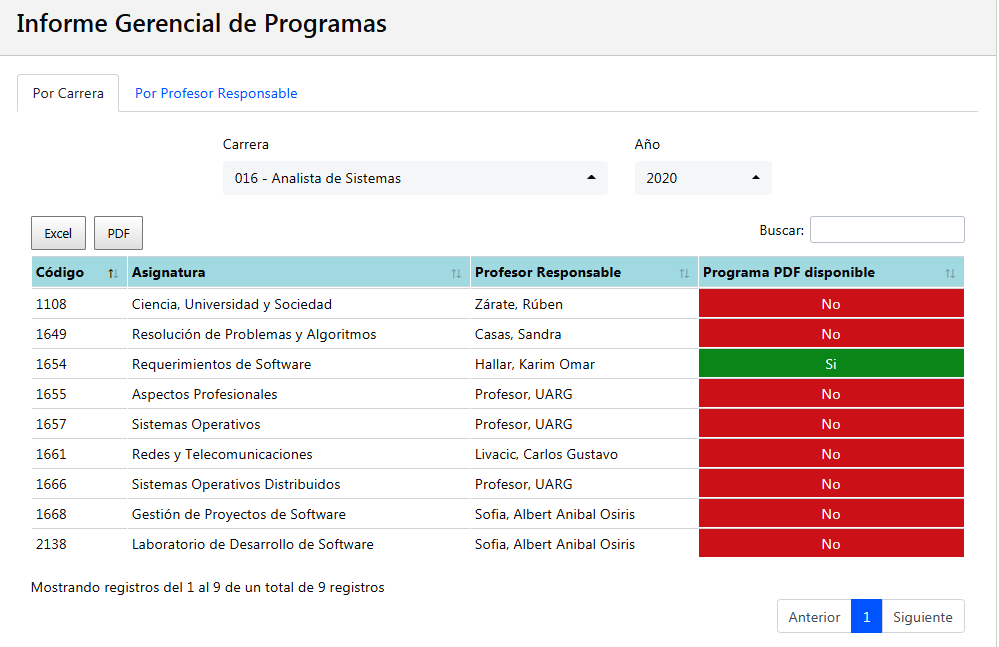 Informe Gerencial de Programas
Por Carrera Por Profesor Responsable
Carrera Año
016 - Analista de Sistemas 2020
Excel PDF Buscar:
Código Asignatura Profesor Responsable Programa PDF disponible
1108 Ciencia, Universidad y Sociedad Zárate, Rúben No
1649 Resolución de Problemas y Algoritmos Casas, Sandra No
1654 Requerimientos de Software Hallar, Karim Omar Si
1655 Aspectos Profesionales Profesor, UARG No
1657 Sistemas Operativos Profesor, UARG No
1661 Redes y Telecomunicaciones Livacic, Carlos Gustavo No
1666 Sistemas Operativos Distribuidos Profesor, UARG No
1668 Gestión de Proyectos de Software Sofia, Albert Anibal Osiris No
2138 Laboratorio de Desarrollo de Software Sofia, Albert Anibal Osiris No
Mostrando registros del 1 al 9 de un total de 9 registros
Anterior 1 Siguiente